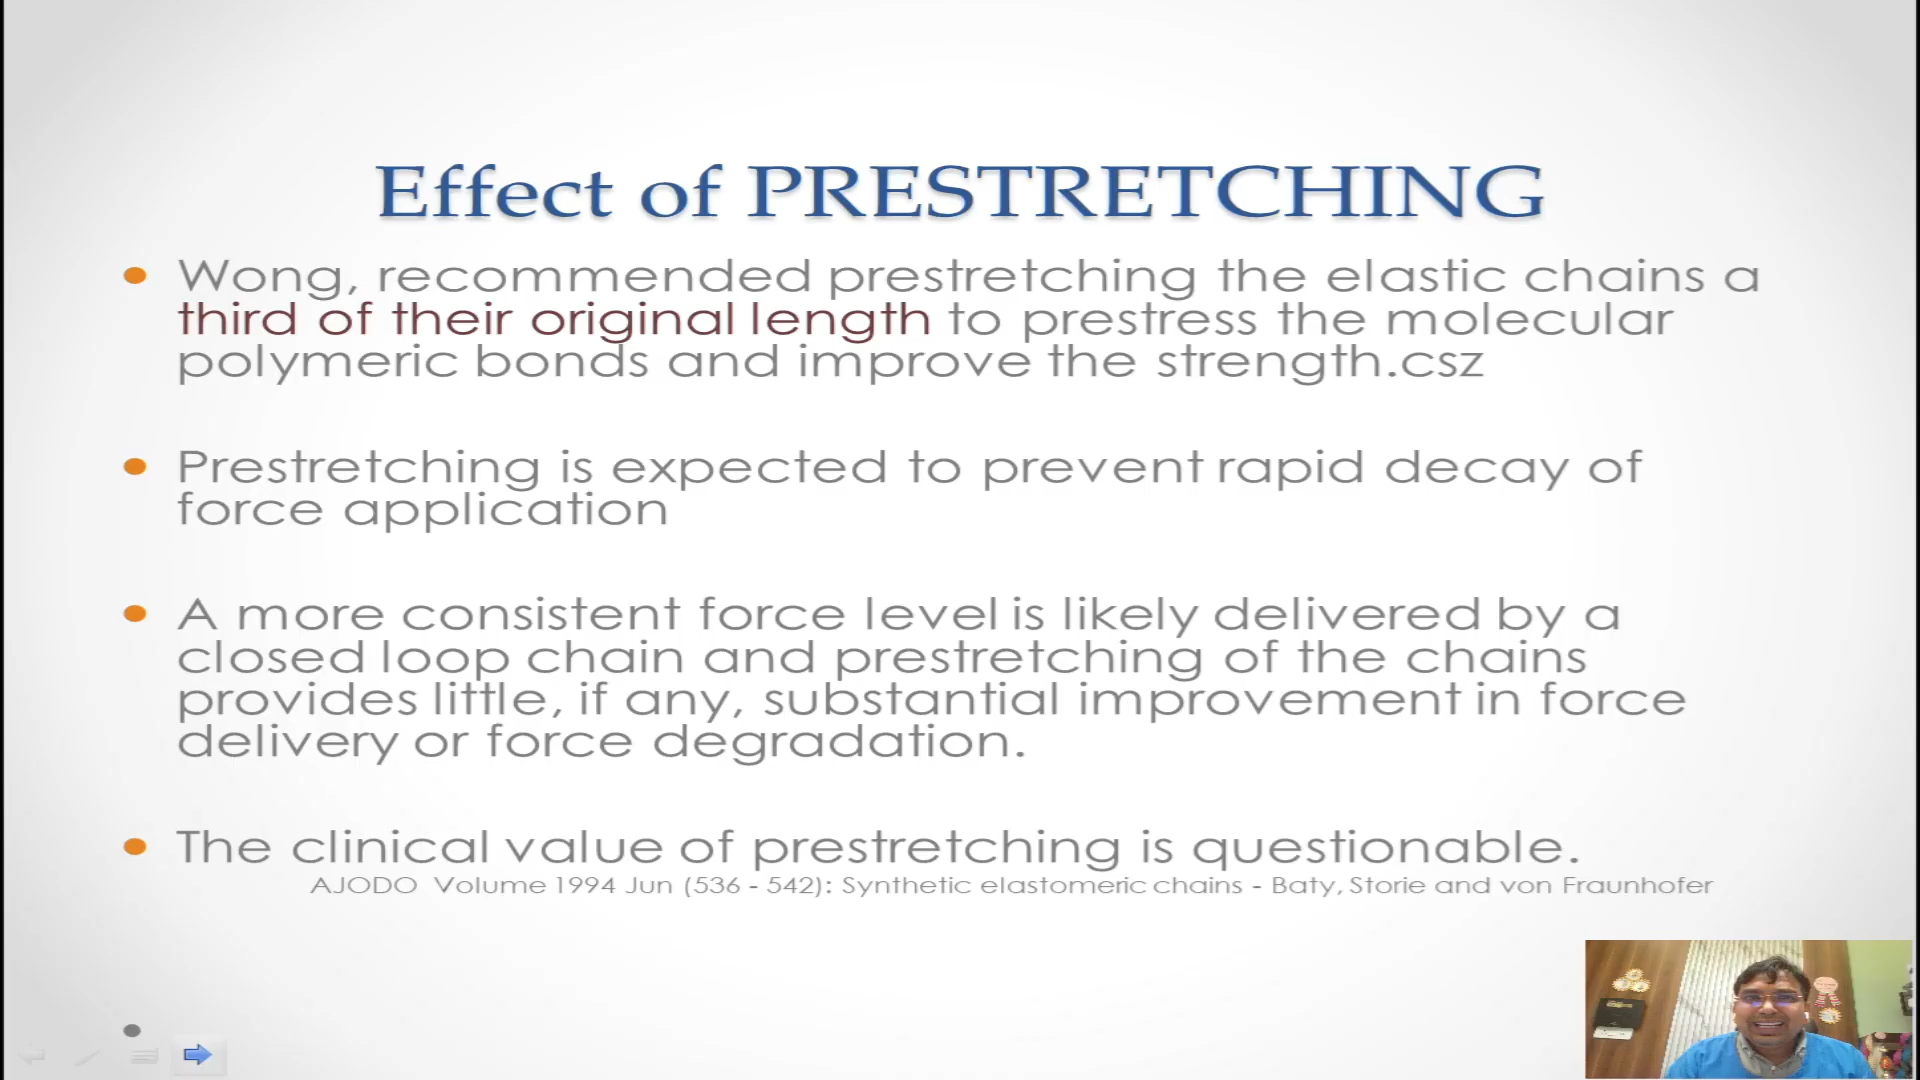 Effect of PRESTRETCHING
Wong, recommended prestretching the elastic chains a
third of their original length to prestress the molecular
polymeric bonds and improve the strength.csz
Prestretching is expected to prevent rapid decay of
force application
A more consistent force level is likely delivered by a
closed loop chain and prestretching of the chains
provides little, if any, substantial improvement in force
delivery or force degradation.
The clinical value of prestretching is questionable.
AJODO Volume 1994 Jun (536 - 542): Synthetic elastomeric chains - Baty, Storie and von Fraunhofer